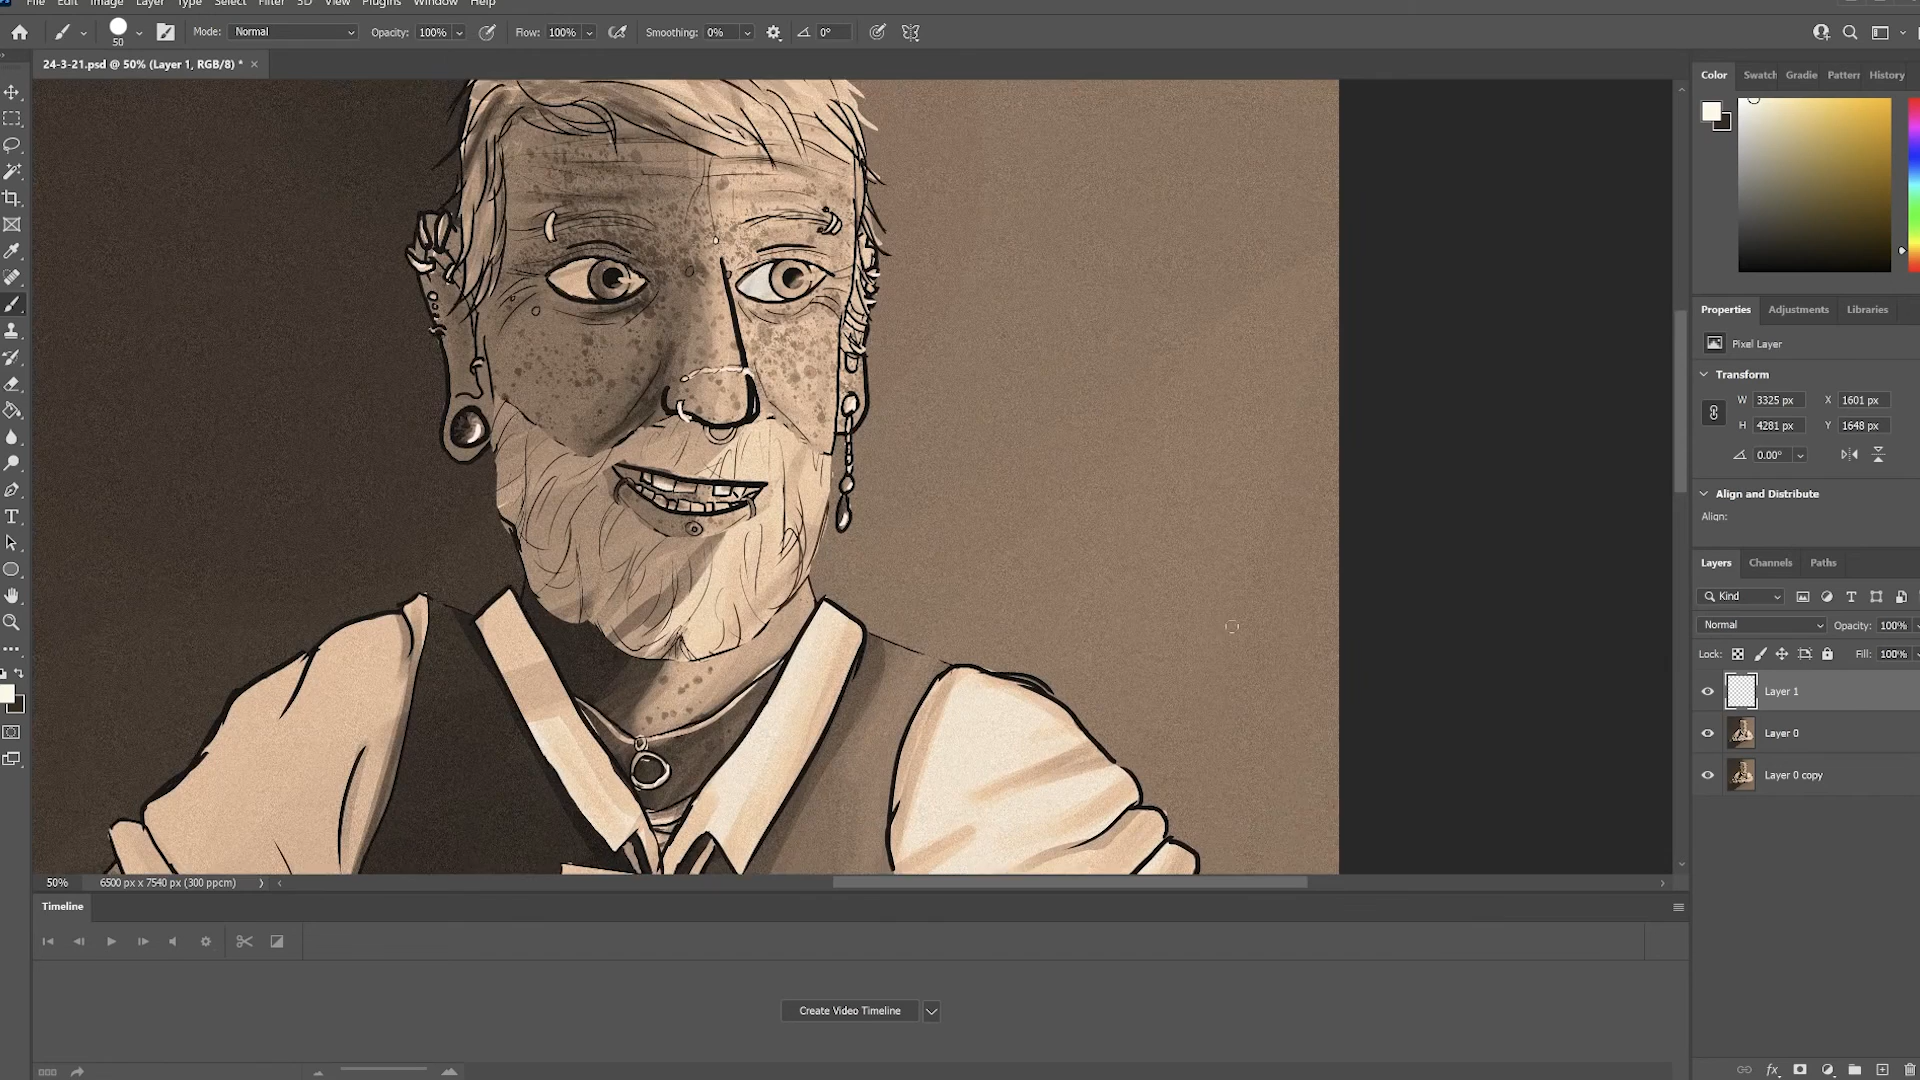 File Edit Image Layer Type Select Filter 3D View Plugins Window Help
50 Mode: Normal Opacity: 100% Flow: 100% Smoothing: 0% 0°
24-3-21.psd @ 50% (Layer 1, RGB/8) * ×
Color Swatch Gradie Pattern History
Properties Adjustments Libraries
Pixel Layer
Transform
W 3325 px X 1601 px
H 4281 px Y 1648 px
0.00°
Align and Distribute
Align:
Layers Channels Paths
Kind
Normal Opacity: 100%
Lock: Fill: 100%
Layer 1
Layer 0
Layer 0 copy
50% 6500 px x 7540 px (300 ppcm)
Timeline
Create Video Timeline
fx